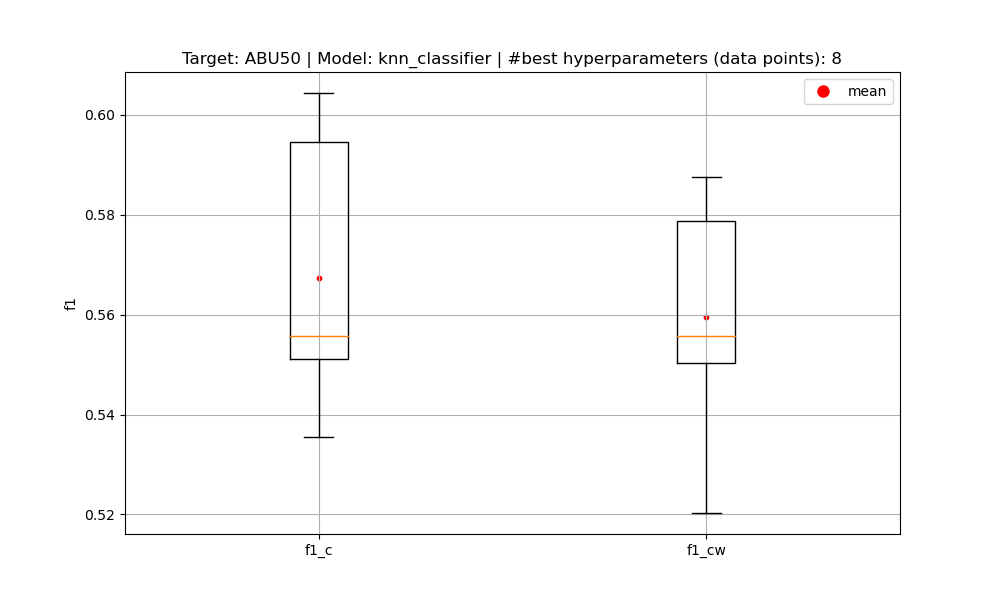 Target: ABU50 | Model: knn_classifier | #best hyperparameters (data points): 8
mean
0.60
0.58
0.56
0.54
0.52
f1
f1_c
f1_cw